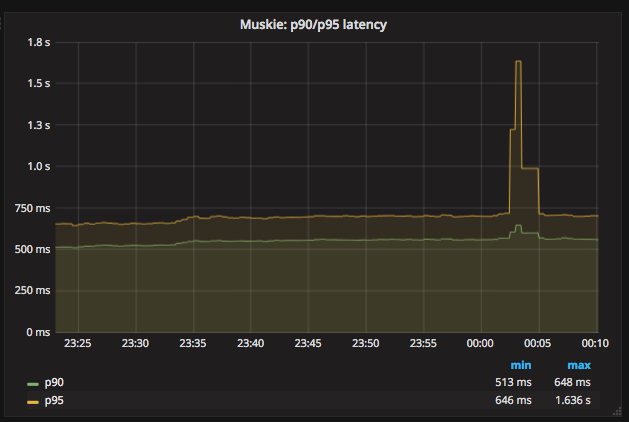 Muskie: p90/p95 latency
1.8 s
1.5 s
1.3 s
1.0 s
750 ms
500 ms
250 ms
0 ms
23:25 23:30 23:35 23:40 23:45 23:50 23:55 00:00 00:05 00:10
min max
p90 513 ms 648 ms
p95 646 ms 1.636 s